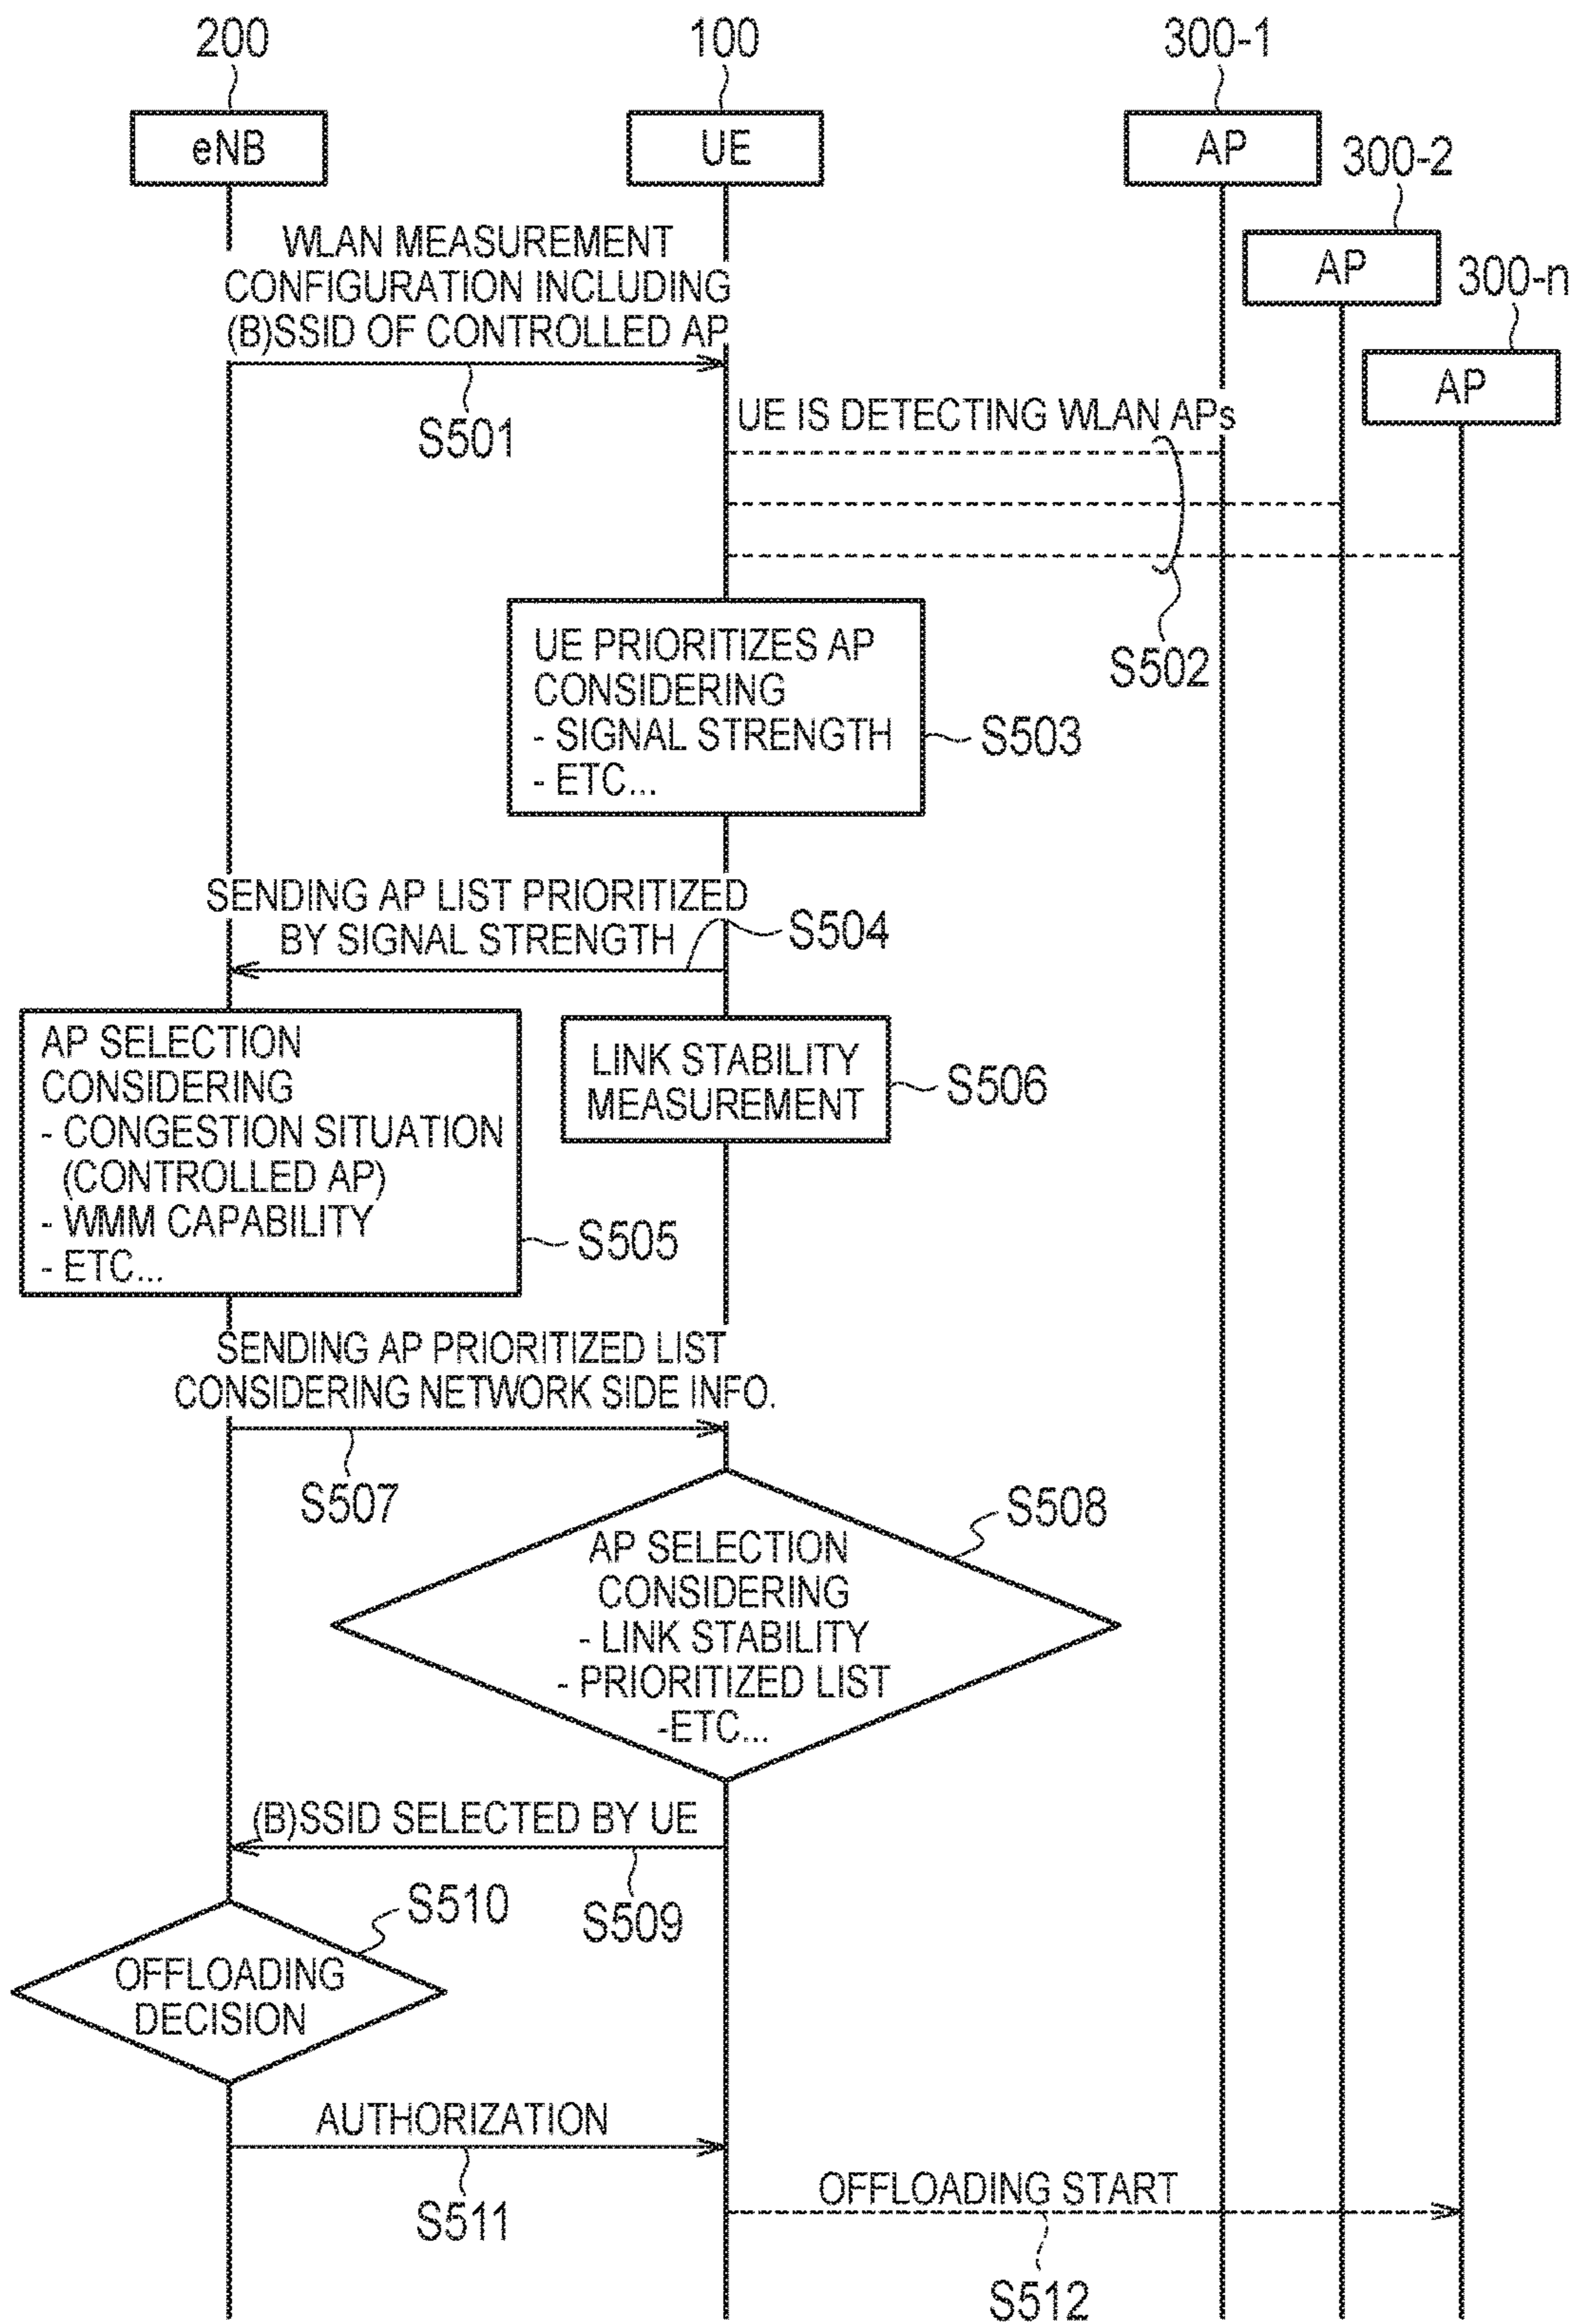 200
100
300-1
eNB
UE
AP
300-2
AP
300-n
AP
WLAN MEASUREMENT
CONFIGURATION INCLUDING
(B)SSID OF CONTROLLED AP
S501
UE IS DETECTING WLAN APs
S502
UE PRIORITIZES AP
CONSIDERING
- SIGNAL STRENGTH
- ETC...
S503
SENDING AP LIST PRIORITIZED
BY SIGNAL STRENGTH
S504
AP SELECTION
CONSIDERING
- CONGESTION SITUATION
(CONTROLLED AP)
- WMM CAPABILITY
- ETC...
S505
LINK STABILITY
MEASUREMENT
S506
SENDING AP PRIORITIZED LIST
CONSIDERING NETWORK SIDE INFO.
S507
AP SELECTION
CONSIDERING
- LINK STABILITY
- PRIORITIZED LIST
-ETC...
S508
(B)SSID SELECTED BY UE
S509
OFFLOADING
DECISION
S510
AUTHORIZATION
S511
OFFLOADING START
S512